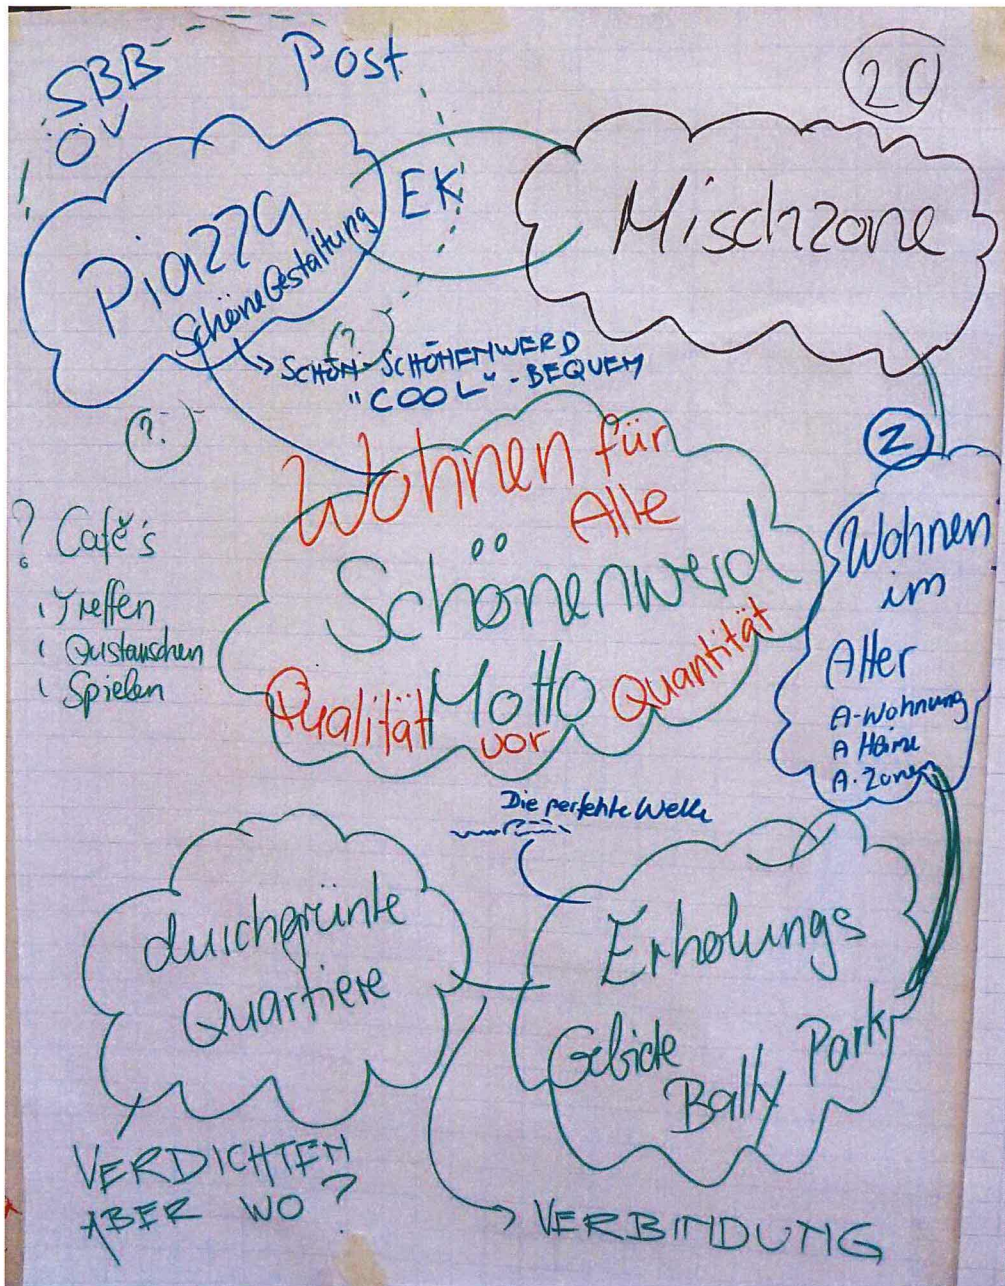 SBB
ÖV
Post
2C
Piazza
Schöne Gestaltung
EK
Mischzone
?
→ SCHÖN-SCHÖNENWERD
"COOL"-BEQUEM
?
2
Wohnen für
Alle
Schönenwerd
Qualität Motto Quantität
vor
? Café's
Treffen
Austauschen
Spielen
Wohnen
im
Alter
A-Wohnung
A Heime
A-Zone
Die perfekte Welle
durchgrünte
Quartiere
Erholungs
Gebiete
Bally Park
VERDICHTEN
ABER WO?
→ VERBINDUNG